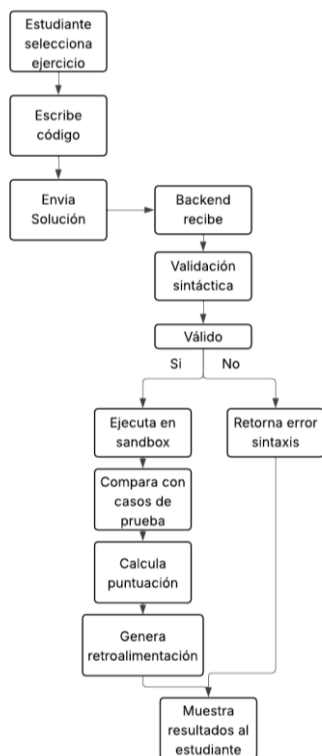 Estudiante
selecciona
ejercicio
Escribe
código
Envia
Solución
Backend
recibe
Validación
sintáctica
Válido
Si
No
Ejecuta en
sandbox
Retorna error
sintaxis
Compara con
casos de
prueba
Calcula
puntuación
Genera
retroalimentación
Muestra
resultados al
estudiante